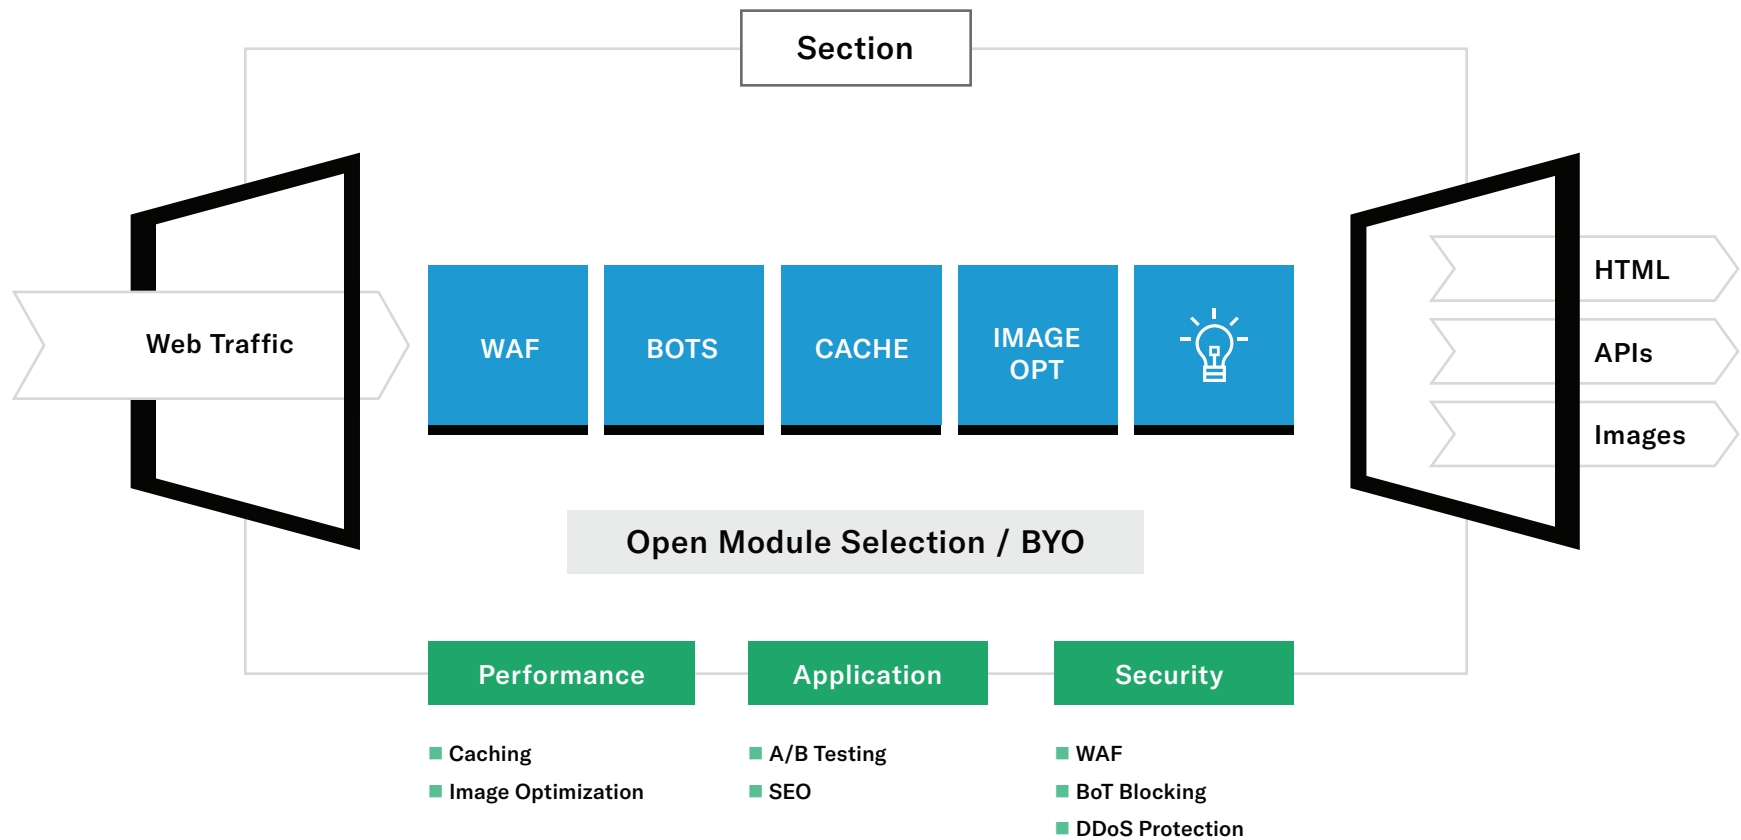 Section
Web Traffic
WAF
BOTS
CACHE
IMAGE
OPT
HTML
APIs
Images
Open Module Selection / BYO
Performance
Caching
Image Optimization
Application
A/B Testing
SEO
Security
WAF
BoT Blocking
DDoS Protection